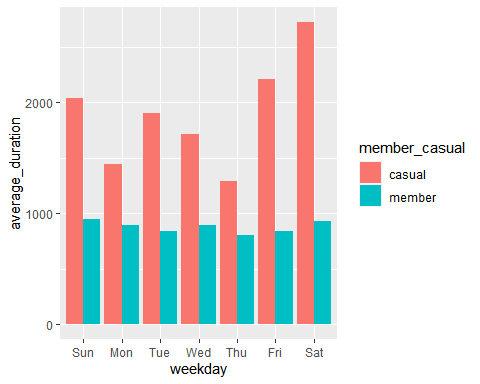 average_duration
2000
1000
0
Sun Mon Tue Wed Thu Fri Sat
weekday
member_casual
casual
member